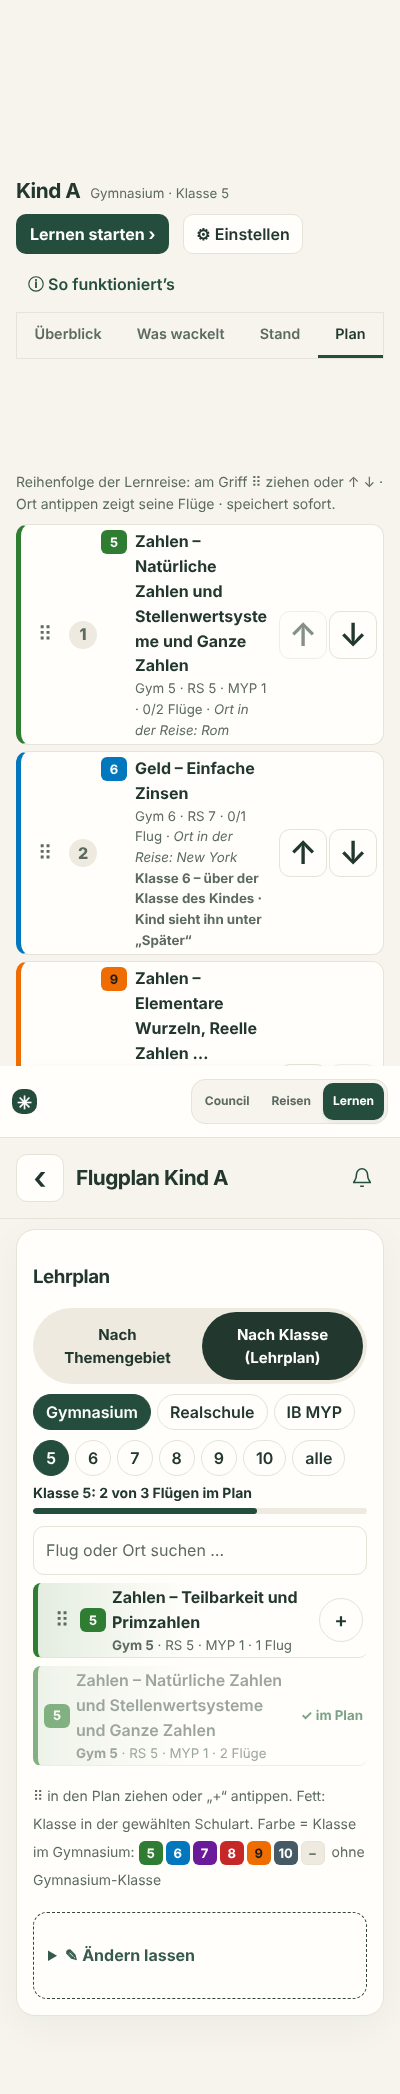 Kind A Gymnasium · Klasse 5
Lernen starten ›
⚙ Einstellen
ⓘ So funktioniert’s
Überblick
Was wackelt
Stand
Plan
Reihenfolge der Lernreise: am Griff ⠿ ziehen oder ↑ ↓ ·
Ort antippen zeigt seine Flüge · speichert sofort.
⠿ 1 5
Zahlen –
Natürliche
Zahlen und
Stellenwertsyste
me und Ganze
Zahlen
Gym 5 · RS 5 · MYP 1
· 0/2 Flüge · Ort in
der Reise: Rom
↑ ↓
⠿ 2 6
Geld – Einfache
Zinsen
Gym 6 · RS 7 · 0/1
Flug · Ort in der
Reise: New York
Klasse 6 – über der
Klasse des Kindes ·
Kind sieht ihn unter
„Später“
↑ ↓
9
Zahlen –
Elementare
Wurzeln, Reelle
Zahlen ...
Council
Reisen
Lernen
‹ Flugplan Kind A
Lehrplan
Nach
Themengebiet
Nach Klasse
(Lehrplan)
Gymnasium
Realschule
IB MYP
5 6 7 8 9 10 alle
Klasse 5: 2 von 3 Flügen im Plan
Flug oder Ort suchen ...
⠿ 5
Zahlen – Teilbarkeit und
Primzahlen
Gym 5 · RS 5 · MYP 1 · 1 Flug
+
5
Zahlen – Natürliche Zahlen
und Stellenwertsysteme
und Ganze Zahlen
Gym 5 · RS 5 · MYP 1 · 2 Flüge
✓ im Plan
⠿ in den Plan ziehen oder „+“ antippen. Fett:
Klasse in der gewählten Schulart. Farbe = Klasse
im Gymnasium: 5 6 7 8 9 10 – ohne
Gymnasium-Klasse
▶ ✎ Ändern lassen